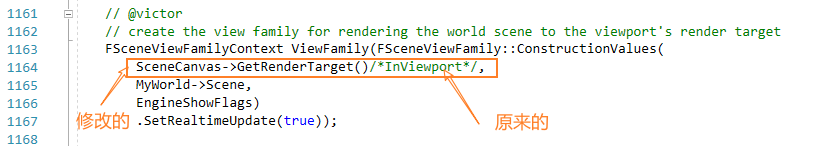 1161 // @victor
1162 // create the view family for rendering the world scene to the viewport's render target
1163 FSceneViewFamilyContext ViewFamily(FSceneViewFamily::ConstructionValues(
1164 SceneCanvas->GetRenderTarget()/*InViewport*/,
1165 MyWorld->Scene,
1166 EngineShowFlags)
1167 .SetRealtimeUpdate(true));
修改的
原来的
1168